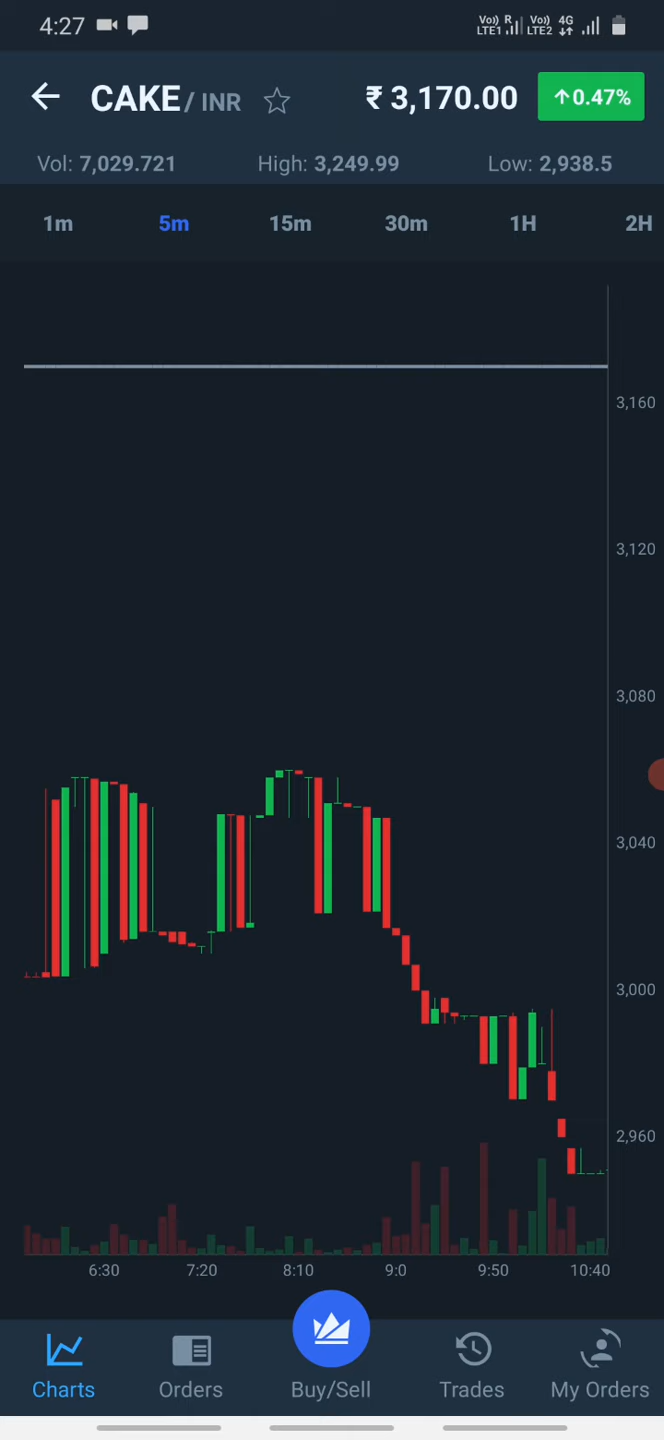 4:27 Vo)) R Vo)) 4G
LTE1 LTE2
CAKE / INR ₹ 3,170.00 ↑0.47%
Vol: 7,029.721 High: 3,249.99 Low: 2,938.5
1m 5m 15m 30m 1H 2H
3,160
3,120
3,080
3,040
3,000
2,960
6:30 7:20 8:10 9:0 9:50 10:40
Charts Orders Buy/Sell Trades My Orders